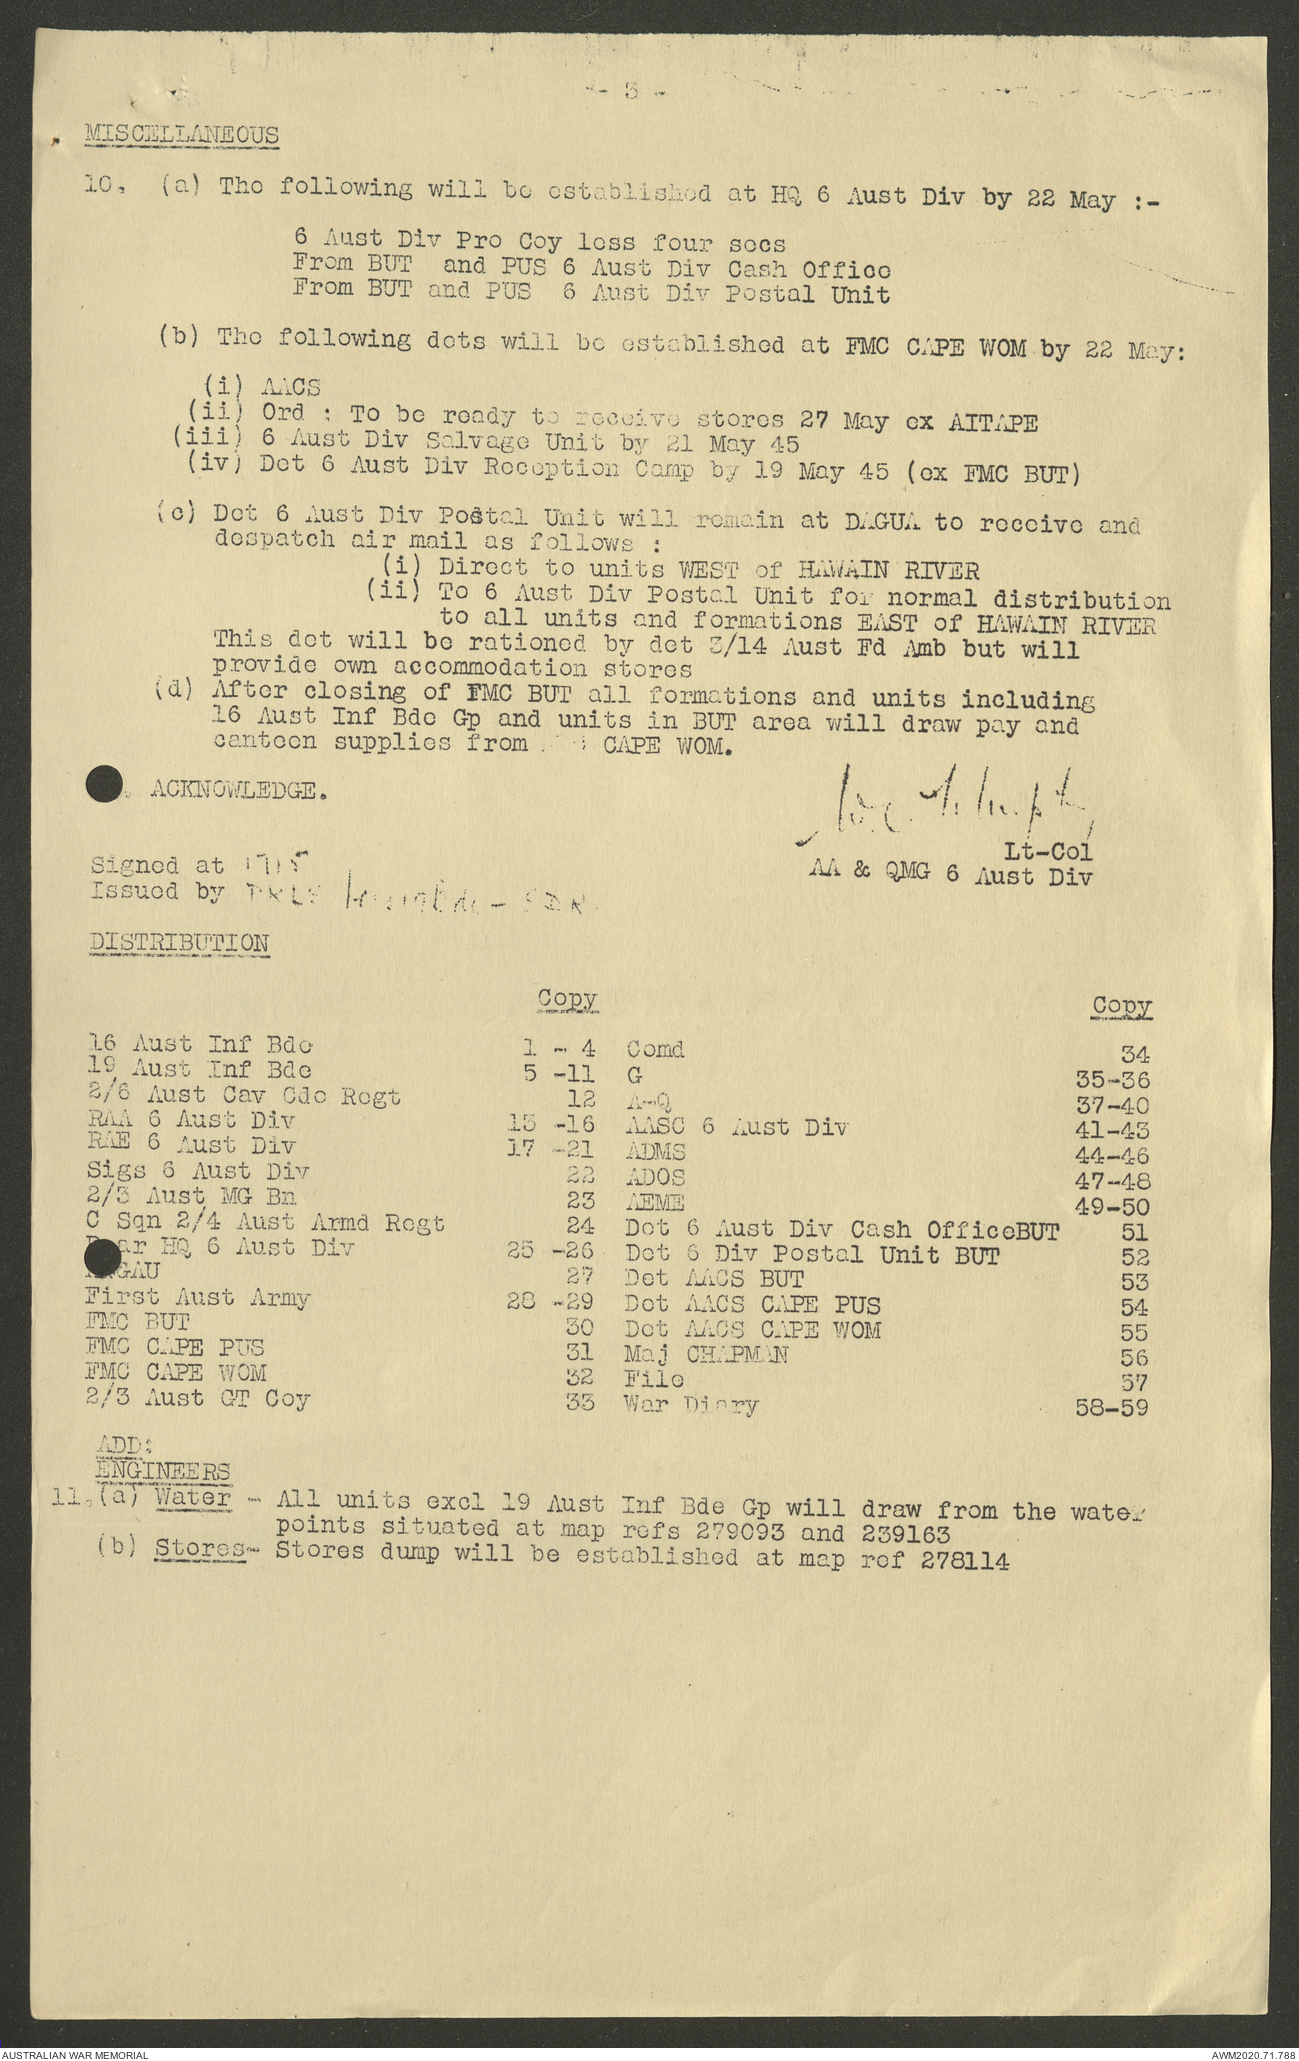 - 3 -
MISCELLANEOUS
10. (a) The following will be established at HQ 6 Aust Div by 22 May :-
6 Aust Div Pro Coy less four secs
From BUT and PUS 6 Aust Div Cash Office
From BUT and PUS 6 Aust Div Postal Unit
(b) The following dets will be established at FMC CAPE WOM by 22 May:
(i) AACS
(ii) Ord : To be ready to receive stores 27 May ex AITAPE
(iii) 6 Aust Div Salvage Unit by 21 May 45
(iv) Det 6 Aust Div Reception Camp by 19 May 45 (ex FMC BUT)
(c) Det 6 Aust Div Postal Unit will remain at DAGUA to receive and
despatch air mail as follows :
(i) Direct to units WEST of HAWAIN RIVER
(ii) To 6 Aust Div Postal Unit for normal distribution
to all units and formations EAST of HAWAIN RIVER
This det will be rationed by det 3/14 Aust Fd Amb but will
provide own accommodation stores
(d) After closing of FMC BUT all formations and units including
16 Aust Inf Bde Gp and units in BUT area will draw pay and
canteen supplies from CAPE WOM.
ACKNOWLEDGE.
Lt-Col
AA & QMG 6 Aust Div
Signed at 1715
Issued by
DISTRIBUTION
Copy Copy
16 Aust Inf Bde 1 - 4 Comd 34
19 Aust Inf Bde 5 -11 G 35-36
2/6 Aust Cav Cdo Regt 12 A-Q 37-40
RAA 6 Aust Div 13 -16 AASC 6 Aust Div 41-43
RAE 6 Aust Div 17 -21 ADMS 44-46
Sigs 6 Aust Div 22 ADOS 47-48
2/3 Aust MG Bn 23 AEME 49-50
C Sqn 2/4 Aust Armd Regt 24 Det 6 Aust Div Cash OfficeBUT 51
Rear HQ 6 Aust Div 25 -26 Det 6 Div Postal Unit BUT 52
ANGAU 27 Det AACS BUT 53
First Aust Army 28 -29 Det AACS CAPE PUS 54
FMC BUT 30 Det AACS CAPE WOM 55
FMC CAPE PUS 31 Maj CHAPMAN 56
FMC CAPE WOM 32 File 57
2/3 Aust GT Coy 33 War Diary 58-59
ADD:
ENGINEERS
11.(a) Water - All units excl 19 Aust Inf Bde Gp will draw from the water
points situated at map refs 279093 and 239163
(b) Stores- Stores dump will be established at map ref 278114
AUSTRALIAN WAR MEMORIAL AWM2020.71.788